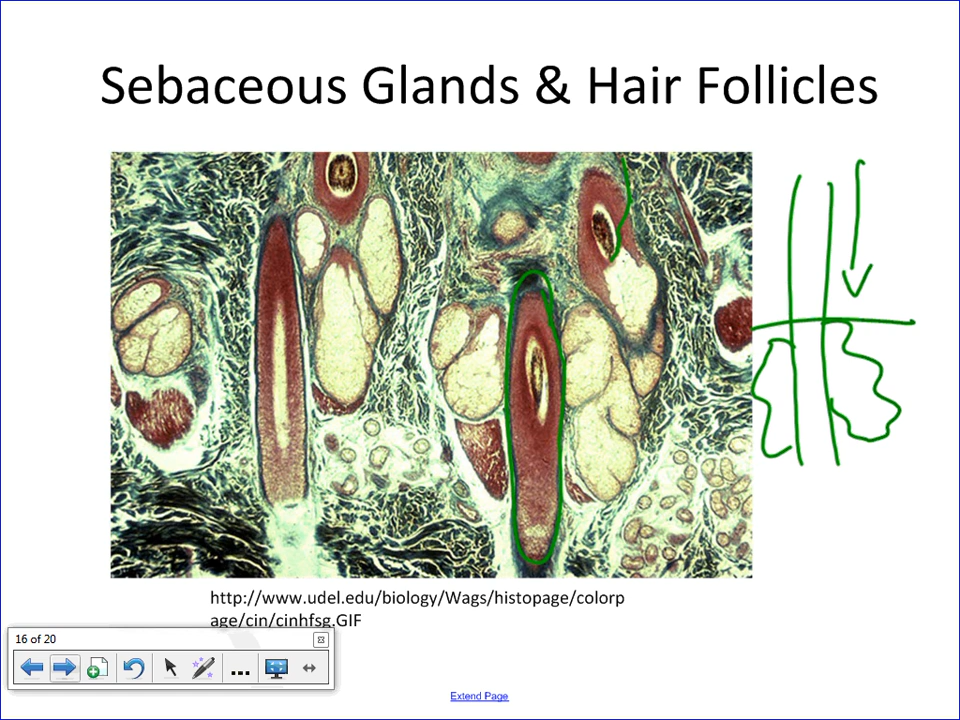 Sebaceous Glands & Hair Follicles
http://www.udel.edu/biology/Wags/histopage/colorp
age/cin/cinhfsg.GIF
16 of 20
Extend Page